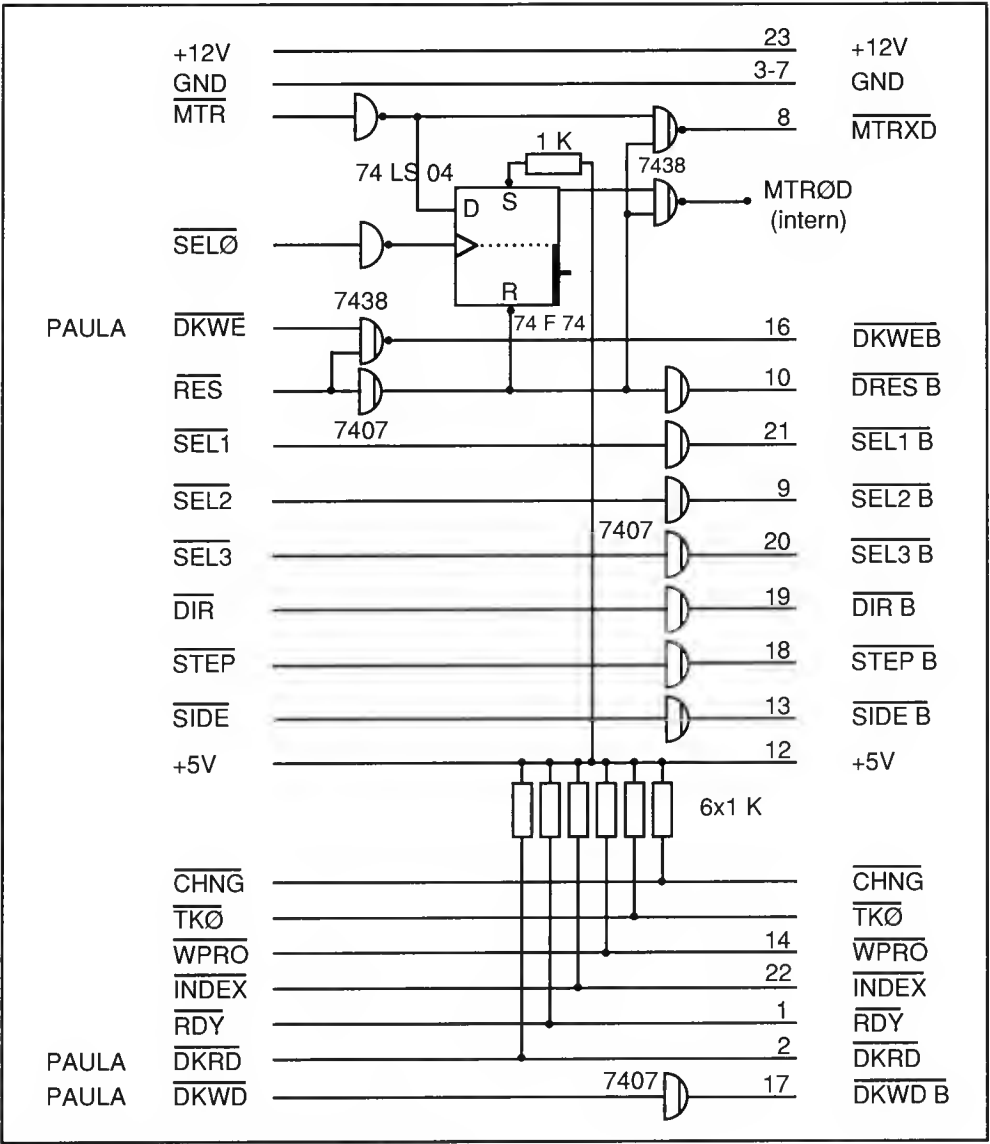 +12V 23 +12V
GND 3-7 GND
MTR 8 MTRXD
1 K
7438
74 LS 04
S
D
MTRØD
(intern)
SELØ
R
7438
74 F 74
PAULA DKWE 16 DKWEB
RES 10 DRES B
7407
SEL1 21 SEL1 B
SEL2 9 SEL2 B
7407
SEL3 20 SEL3 B
DIR 19 DIR B
STEP 18 STEP B
SIDE 13 SIDE B
+5V 12 +5V
6x1 K
CHNG CHNG
TKØ TKØ
WPRO 14 WPRO
INDEX 22 INDEX
RDY 1 RDY
PAULA DKRD 2 DKRD
7407
PAULA DKWD 17 DKWD B